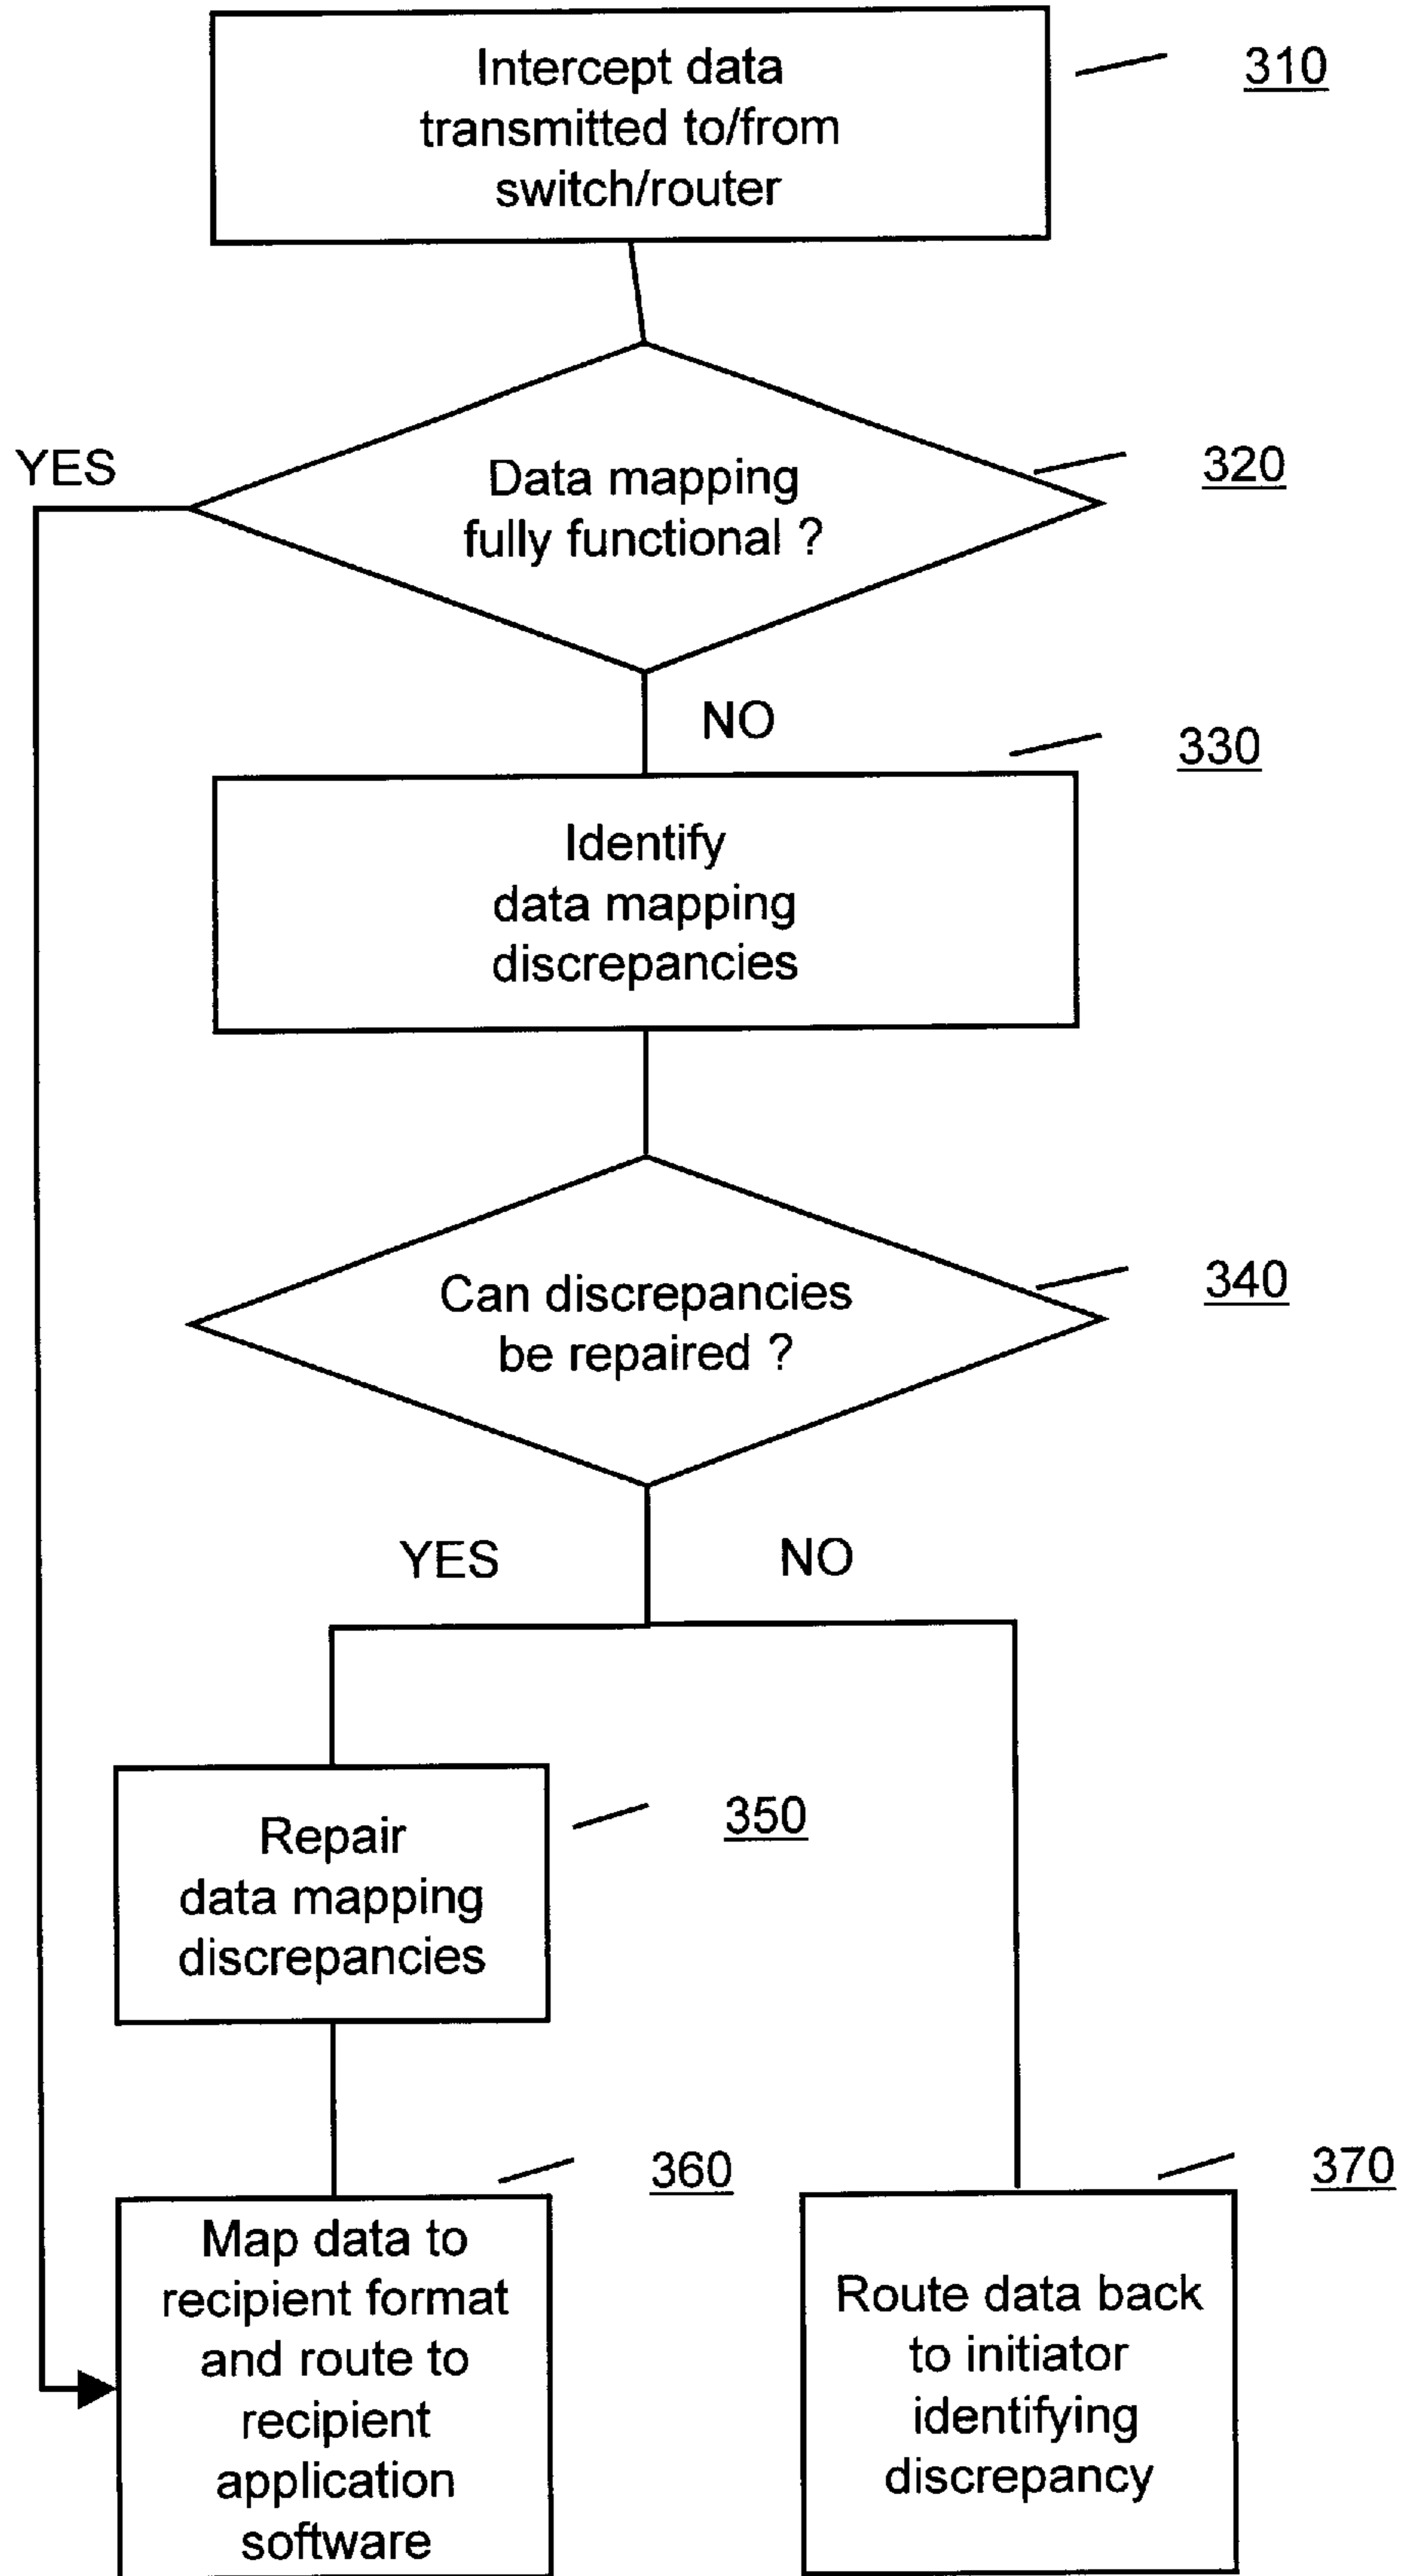 Intercept data
transmitted to/from
switch/router
310
YES
Data mapping
fully functional ?
320
NO
330
Identify
data mapping
discrepancies
Can discrepancies
be repaired ?
340
YES
NO
Repair
data mapping
discrepancies
350
360
Map data to
recipient format
and route to
recipient
application
software
370
Route data back
to initiator
identifying
discrepancy